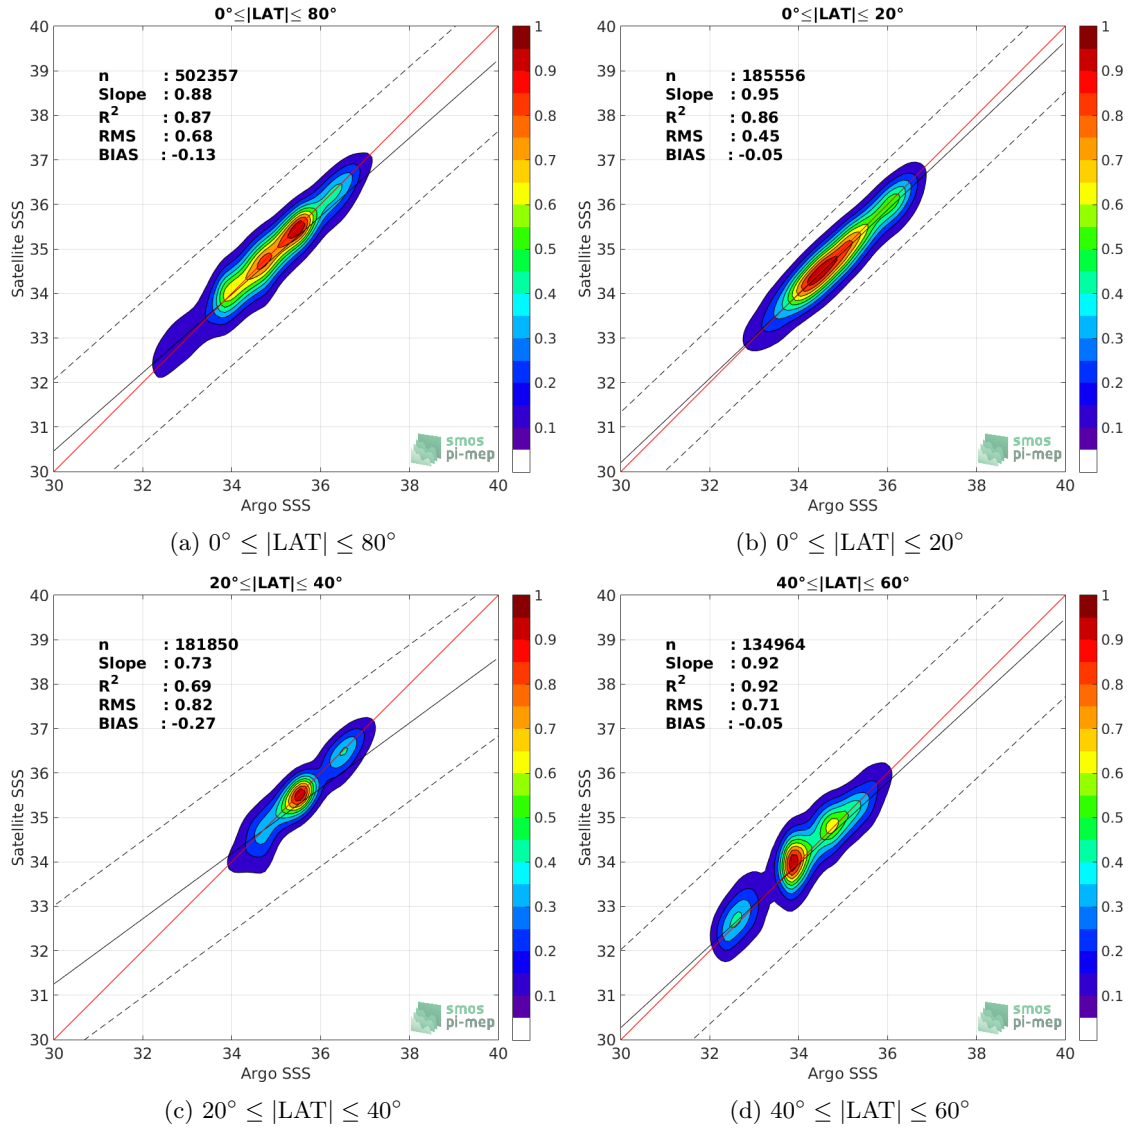 0°≤|LAT|≤ 80°
n : 502357
Slope : 0.88
R2 : 0.87
RMS : 0.68
BIAS : -0.13
40
39
38
37
36
35
34
33
32
31
30
Satellite SSS
30 32 34 36 38 40
Argo SSS
smos
pi-mep
1
0.9
0.8
0.7
0.6
0.5
0.4
0.3
0.2
0.1
(a) 0° ≤ |LAT| ≤ 80°
0°≤|LAT|≤ 20°
n : 185556
Slope : 0.95
R2 : 0.86
RMS : 0.45
BIAS : -0.05
40
39
38
37
36
35
34
33
32
31
30
Satellite SSS
30 32 34 36 38 40
Argo SSS
smos
pi-mep
1
0.9
0.8
0.7
0.6
0.5
0.4
0.3
0.2
0.1
(b) 0° ≤ |LAT| ≤ 20°
20°≤|LAT|≤ 40°
n : 181850
Slope : 0.73
R2 : 0.69
RMS : 0.82
BIAS : -0.27
40
39
38
37
36
35
34
33
32
31
30
Satellite SSS
30 32 34 36 38 40
Argo SSS
smos
pi-mep
1
0.9
0.8
0.7
0.6
0.5
0.4
0.3
0.2
0.1
(c) 20° ≤ |LAT| ≤ 40°
40°≤|LAT|≤ 60°
n : 134964
Slope : 0.92
R2 : 0.92
RMS : 0.71
BIAS : -0.05
40
39
38
37
36
35
34
33
32
31
30
Satellite SSS
30 32 34 36 38 40
Argo SSS
smos
pi-mep
1
0.9
0.8
0.7
0.6
0.5
0.4
0.3
0.2
0.1
(d) 40° ≤ |LAT| ≤ 60°